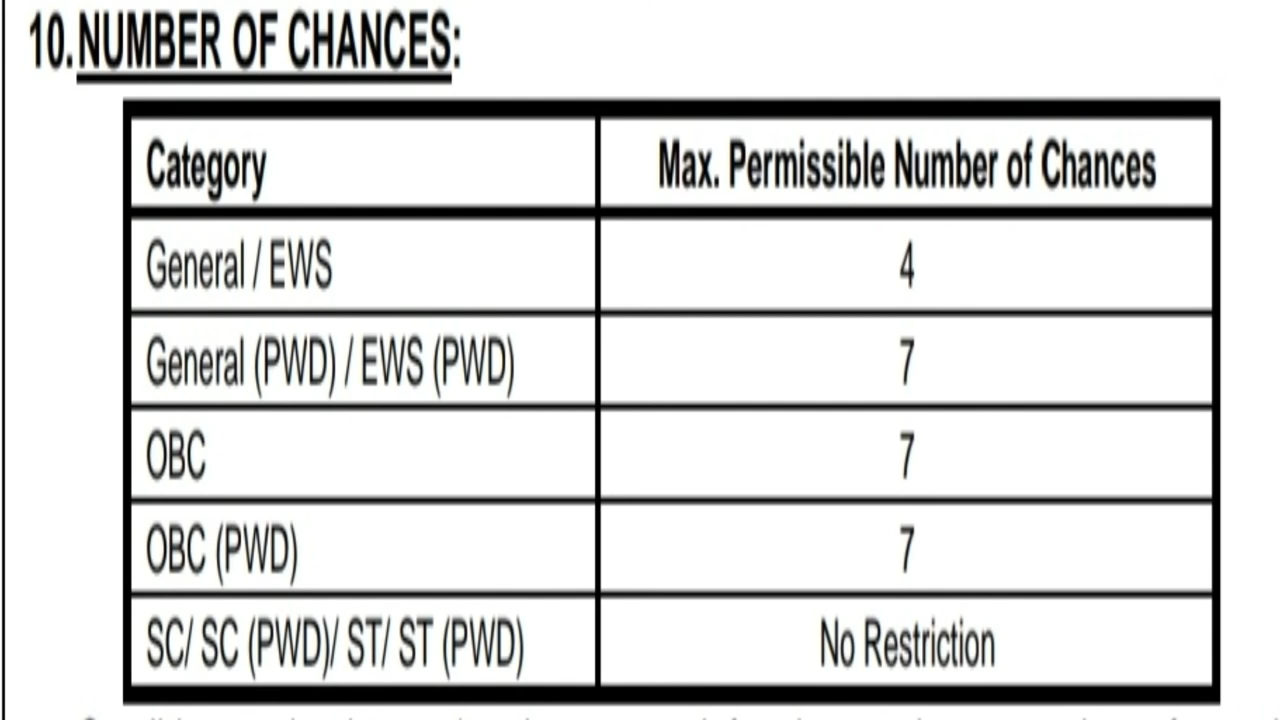 10. NUMBER OF CHANCES:
Category Max. Permissible Number of Chances
General / EWS 4
General (PWD) / EWS (PWD) 7
OBC 7
OBC (PWD) 7
SC/ SC (PWD)/ ST/ ST (PWD) No Restriction